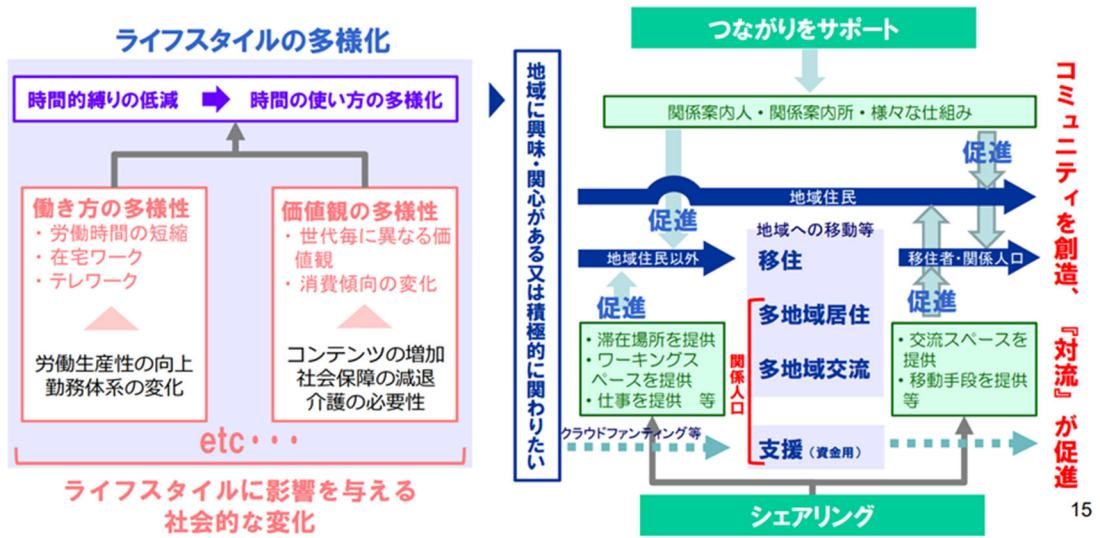 ライフスタイルの多様化
時間的縛りの低減
時間の使い方の多様化
働き方の多様性
・労働時間の短縮
・在宅ワーク
・テレワーク
労働生産性の向上
勤務体系の変化
価値観の多様性
・世代毎に異なる価
値観
・消費傾向の変化
コンテンツの増加
社会保障の減退
介護の必要性
etc・・・
ライフスタイルに影響を与える
社会的な変化
地域に興味・関心がある又は積極的に関わりたい
つながりをサポート
関係案内人・関係案内所・様々な仕組み
促進
地域住民
促進
地域への移動等
地域住民以外
移住
移住者・関係人口
促進
促進
・滞在場所を提供
・ワーキングス
ペースを提供
・仕事を提供 等
関係人口
多地域居住
多地域交流
・交流スペースを
提供
・移動手段を提供
等
クラウドファンティング等
支援（資金用）
シェアリング
コミュニティを創造、『対流』が促進
15